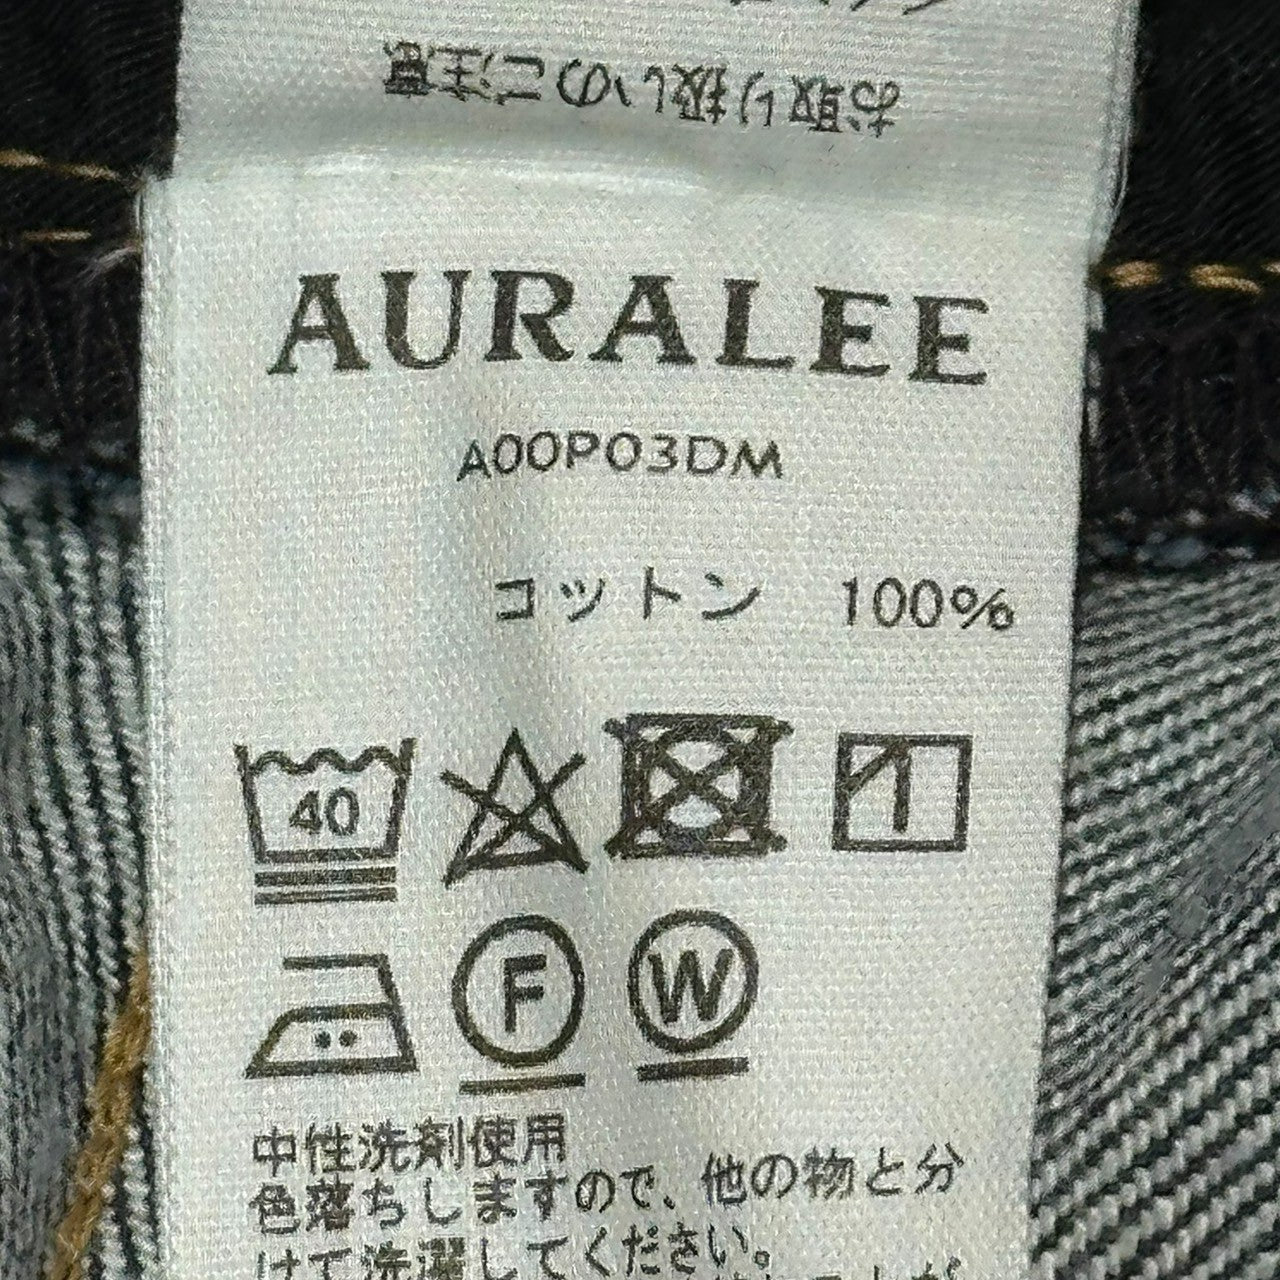 お取り扱いのご注意
AURALEE
A00P03DM
コットン 100%
40
F
W
中性洗剤使用
色落ちしますので、他の物と分
けて洗濯してください。